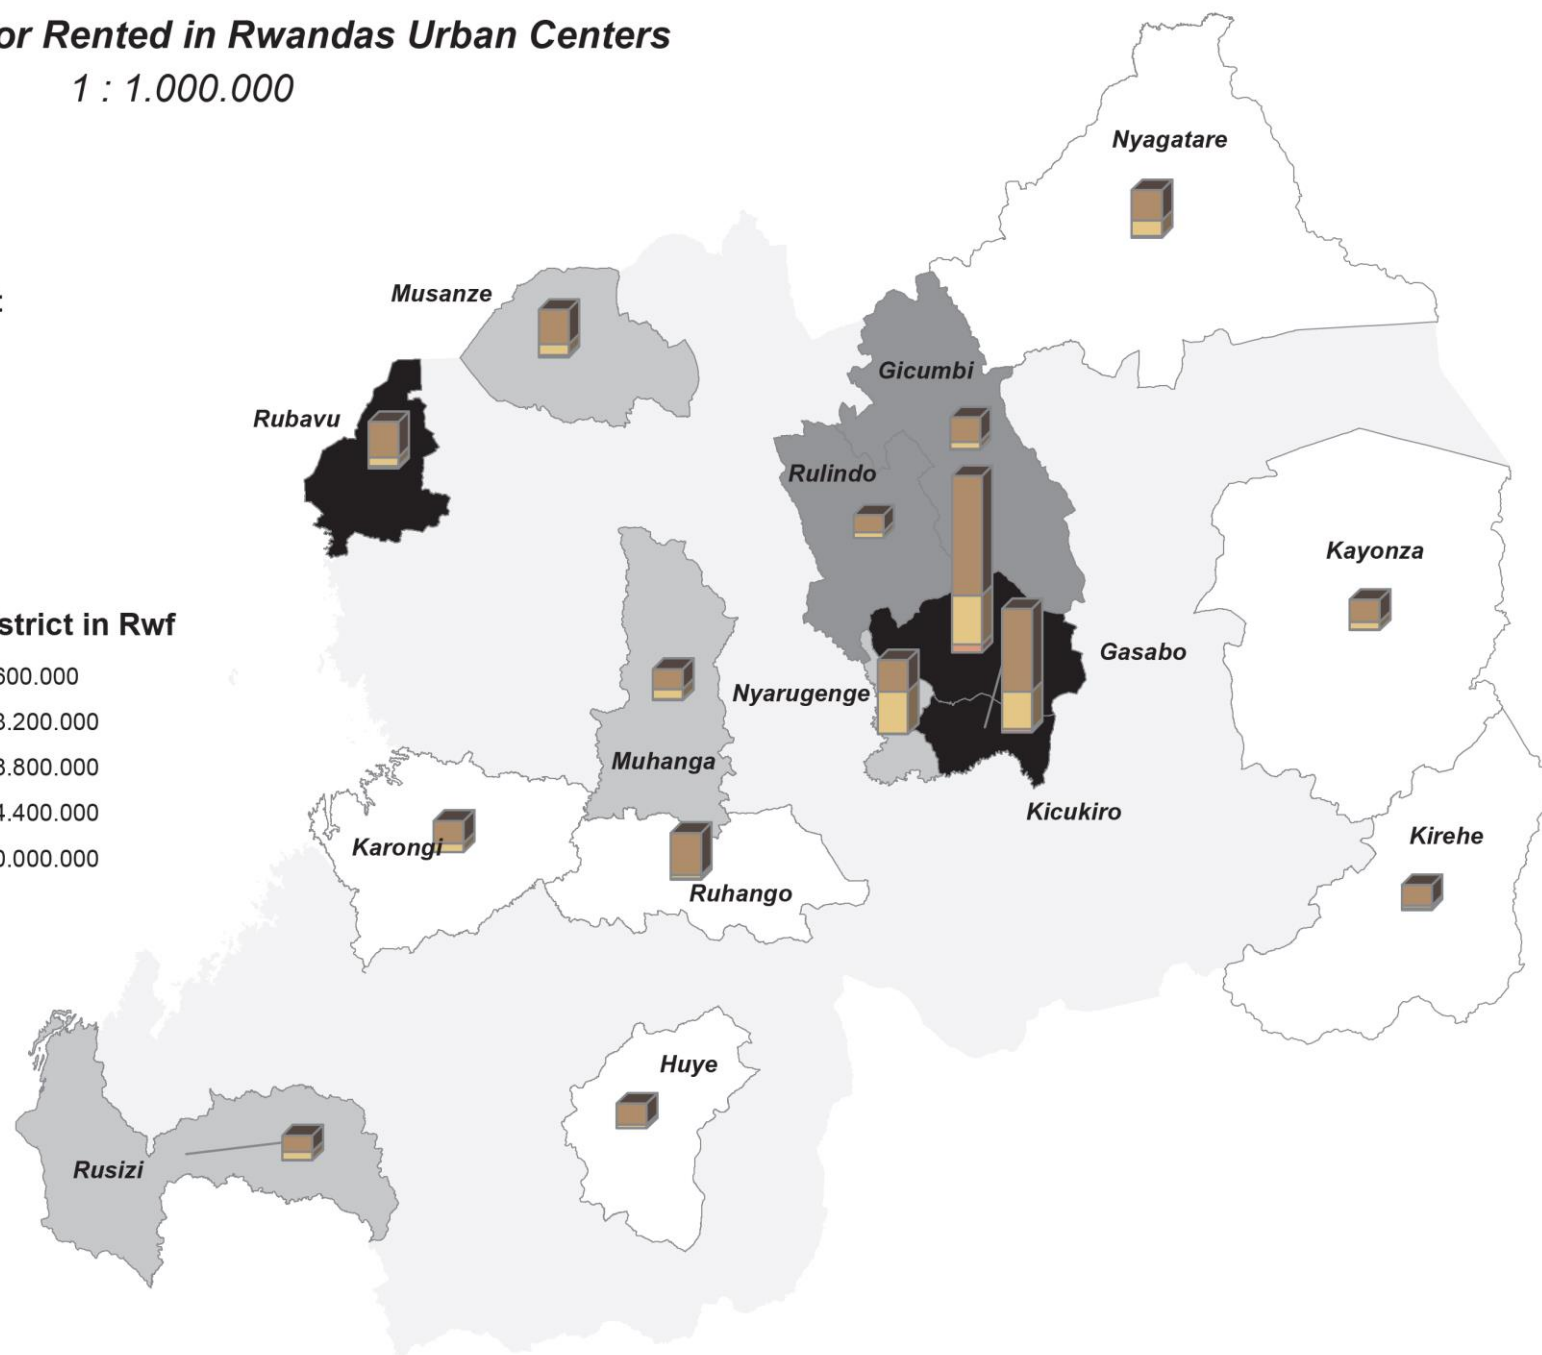 or Rented in Rwandas Urban Centers
1 : 1.000.000
Nyagatare
Musanze
Gicumbi
Rubavu
Rulindo
Kayonza
strict in Rwf
600.000
3.200.000
3.800.000
4.400.000
0.000.000
Gasabo
Nyarugenge
Muhanga
Kicukiro
Karongi
Kirehe
Ruhango
Huye
Rusizi